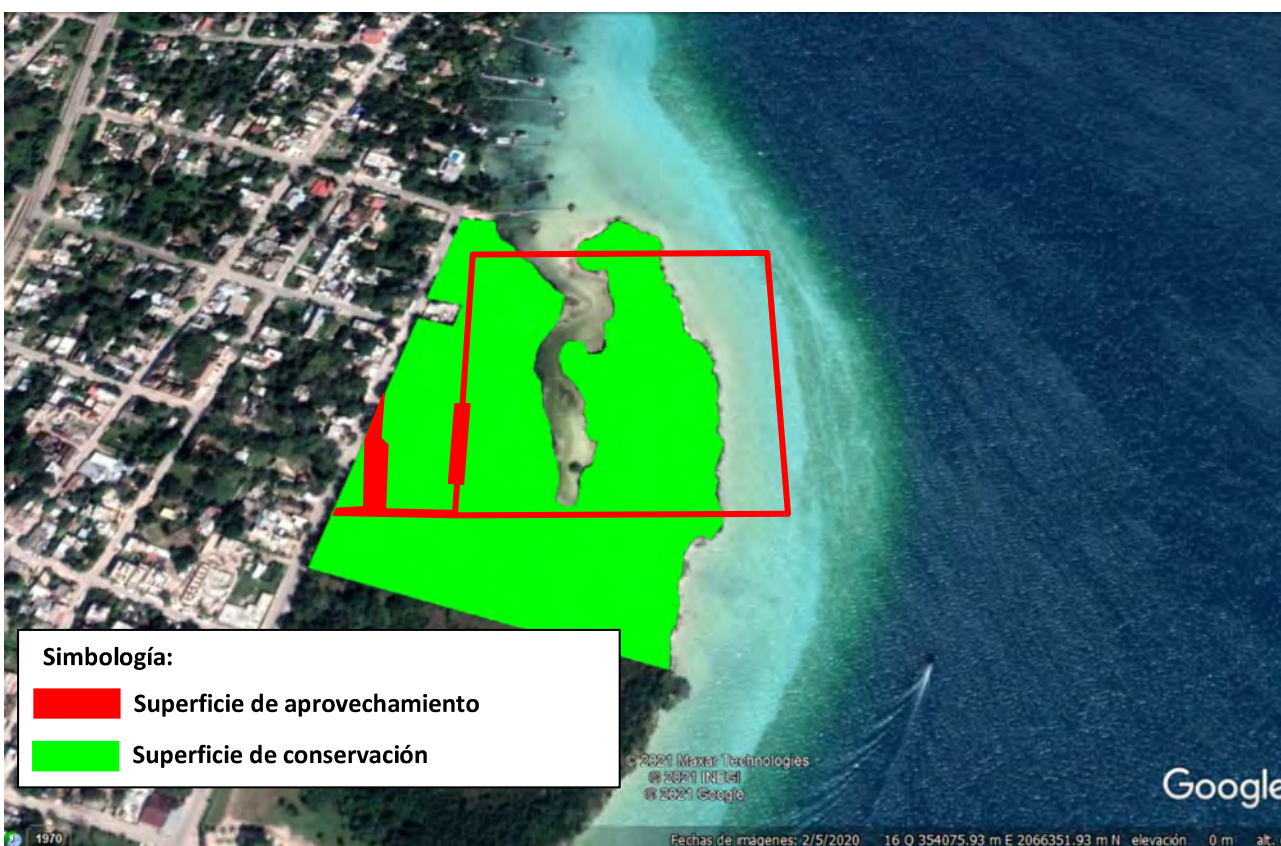 Simbología:
Superficie de aprovechamiento
Superficie de conservación
© 2021 Maxar Technologies
© 2021 INEGI
© 2021 Google
Google
1970
Fechas de imágenes: 2/5/2020 16 Q 354075.93 m E 2066351.93 m N elevación 0 m alt.